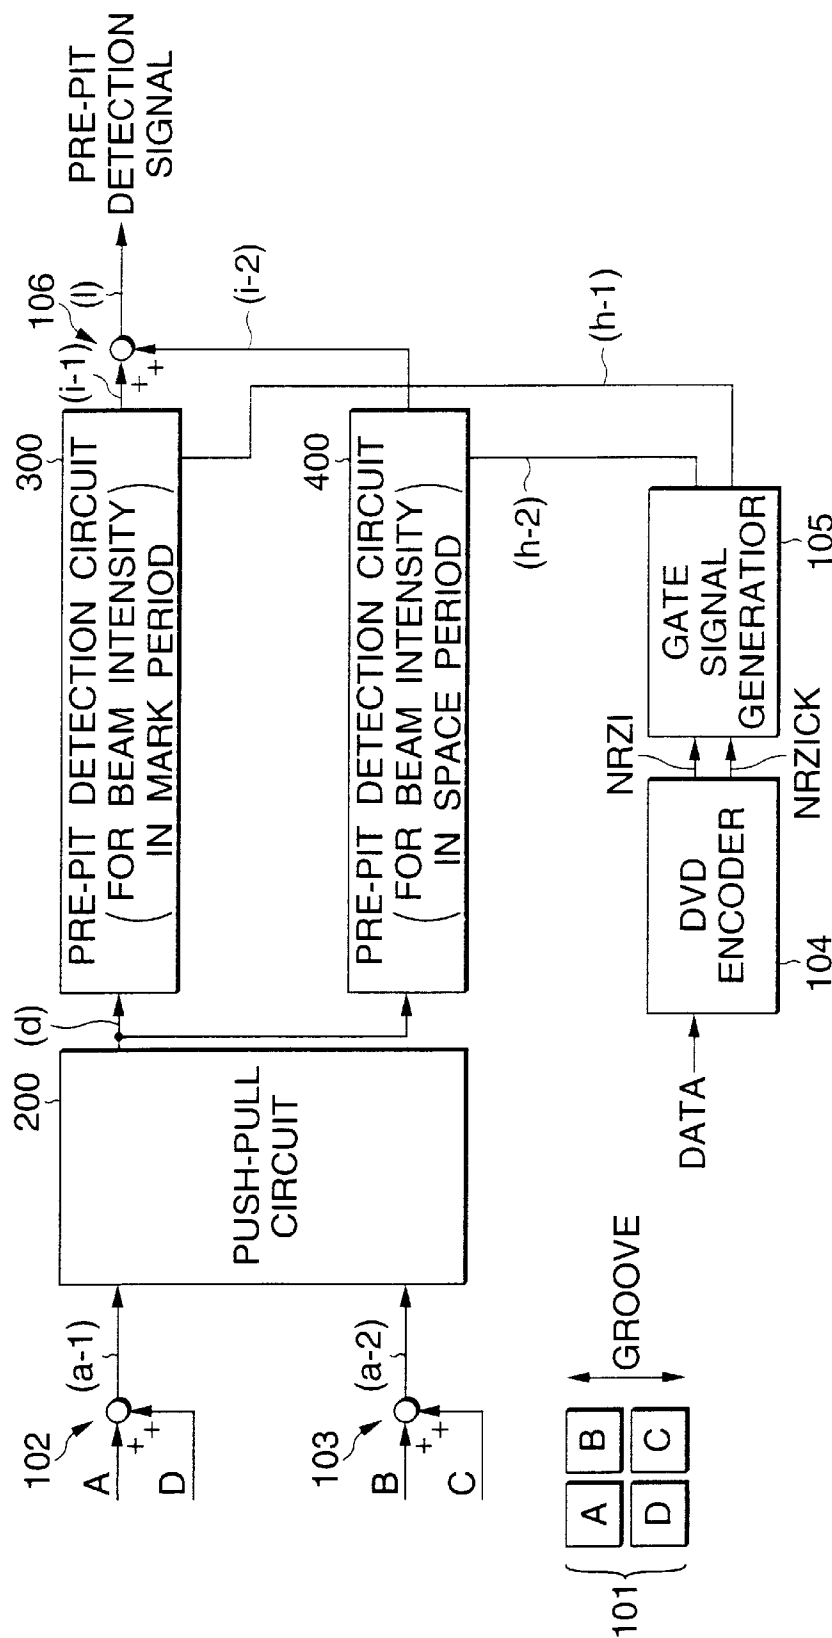 102
A
D
(a-1)
103
B
C
(a-2)
200
PUSH-PULL
CIRCUIT
(d)
300
PRE-PIT DETECTION CIRCUIT
(FOR BEAM INTENSITY
IN MARK PERIOD)
(i-1)
106
(I)
PRE-PIT
DETECTION
SIGNAL
(i-2)
400
PRE-PIT DETECTION CIRCUIT
(FOR BEAM INTENSITY
IN SPACE PERIOD)
(h-1)
(h-2)
101
A
B
D
C
GROOVE
DATA
DVD
ENCODER
104
NRZI
NRZICK
GATE
SIGNAL
GENERATIOR
105